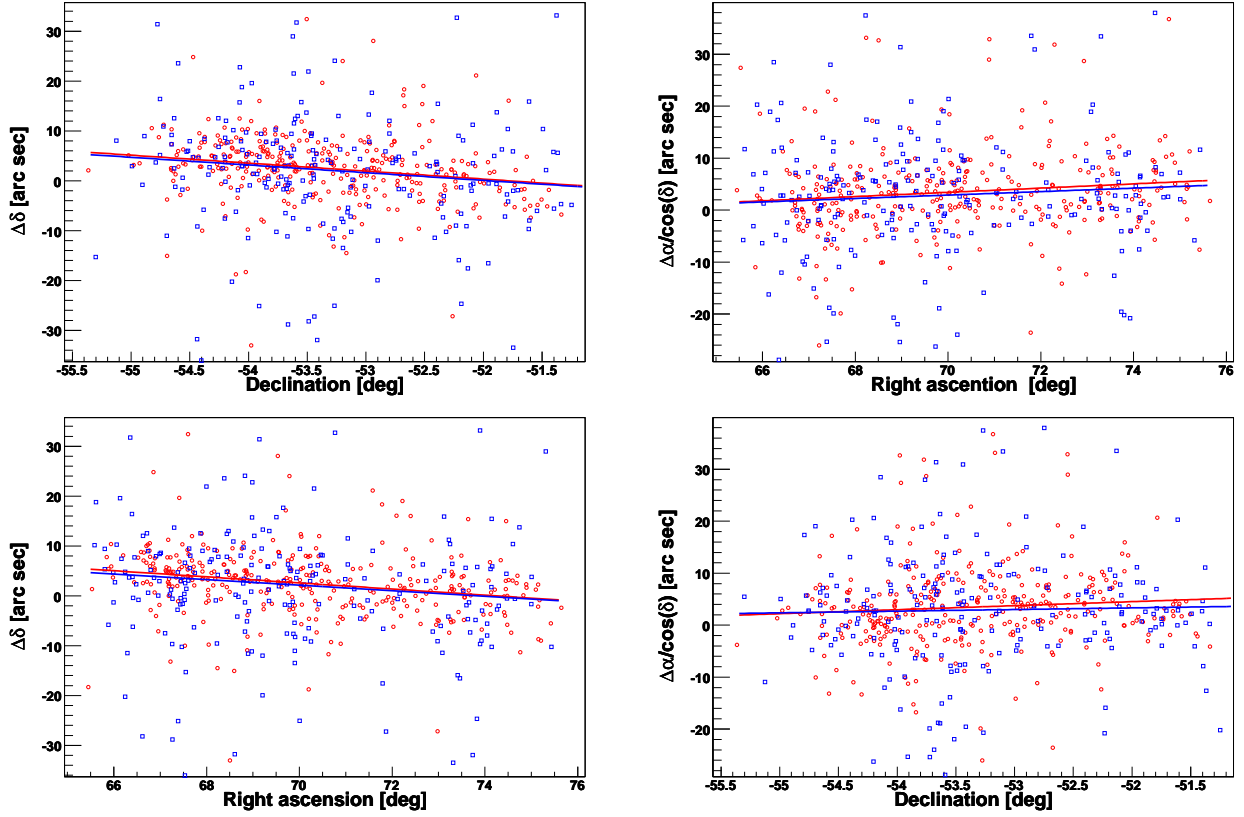 30
20
10
0
-10
-20
-30
Δδ [arc sec]
-55.5 -55 -54.5 -54 -53.5 -53 -52.5 -52 -51.5
Declination [deg]
30
20
10
0
-10
-20
Δα/cos(δ) [arc sec]
66 68 70 72 74 76
Right ascention [deg]
30
20
10
0
-10
-20
-30
Δδ [arc sec]
66 68 70 72 74 76
Right ascension [deg]
30
20
10
0
-10
-20
Δα/cos(δ) [arc sec]
-55.5 -55 -54.5 -54 -53.5 -53 -52.5 -52 -51.5
Declination [deg]